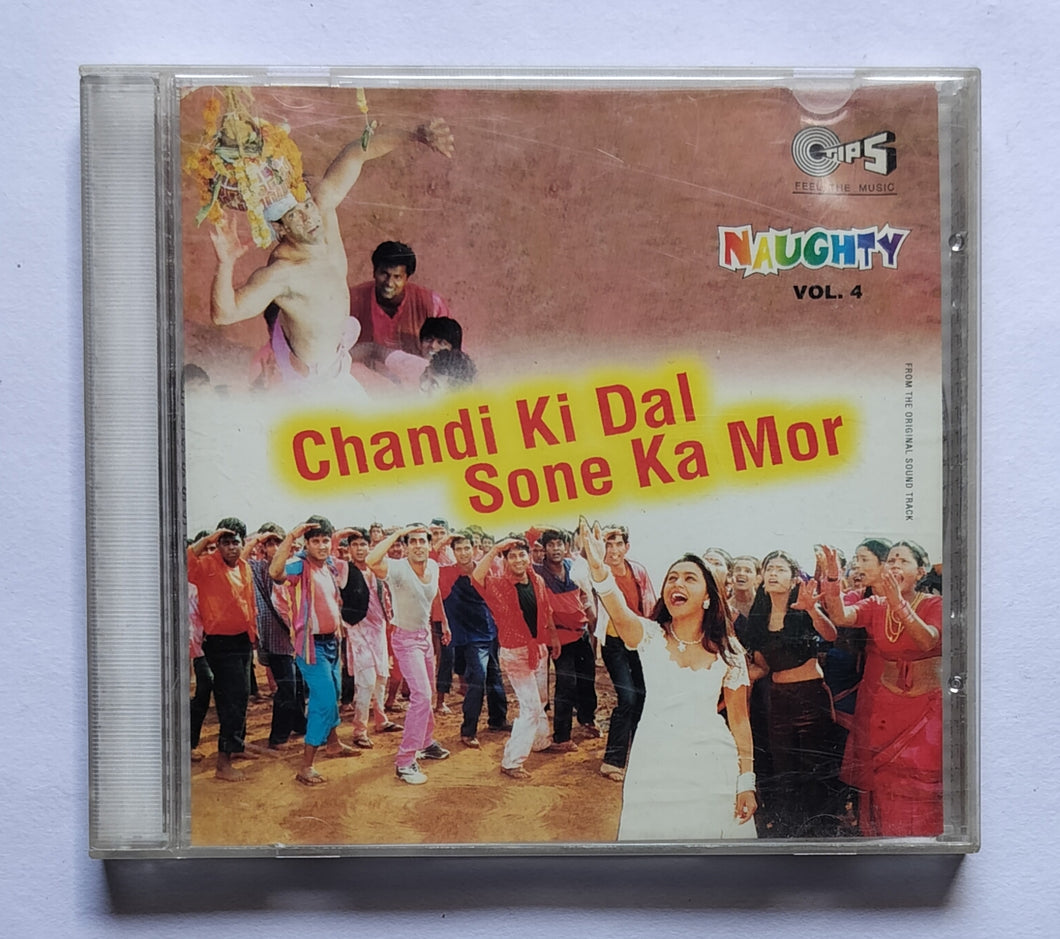 TIPS
FEEL THE MUSIC
NAUGHTY
VOL. 4
Chandi Ki Dal
Sone Ka Mor
FROM THE ORIGINAL SOUND TRACK